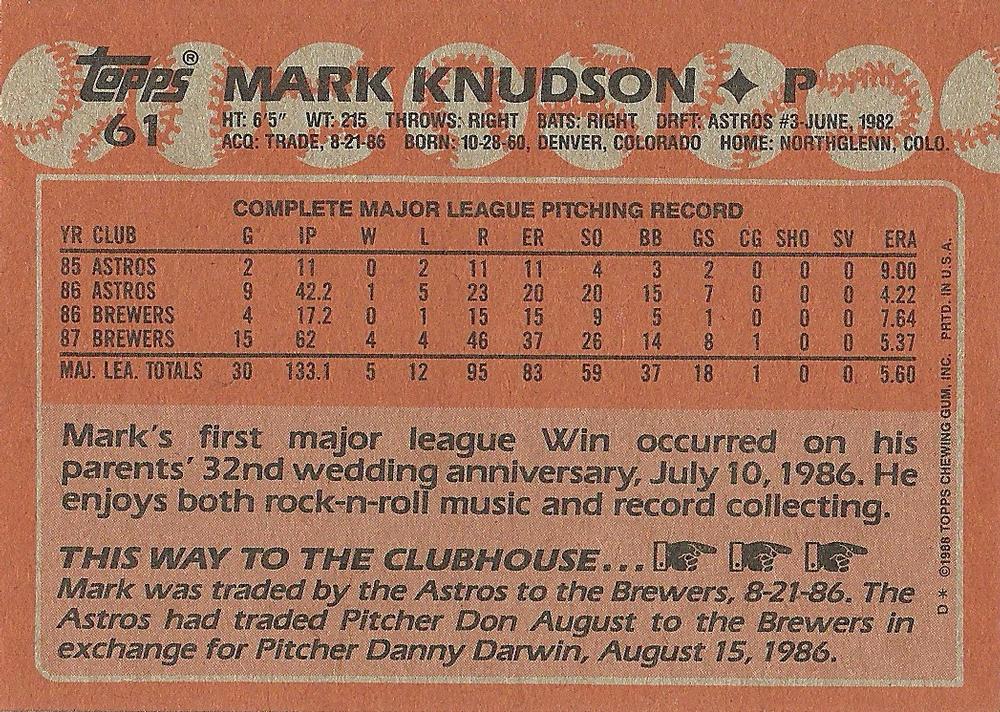 Topps®
61
MARK KNUDSON ✦ P
HT: 6'5" WT: 215 THROWS: RIGHT BATS: RIGHT DRFT: ASTROS #3-JUNE, 1982
ACQ: TRADE, 8-21-86 BORN: 10-28-60, DENVER, COLORADO HOME: NORTHGLENN, COLO.
COMPLETE MAJOR LEAGUE PITCHING RECORD
YR CLUB G IP W L R ER SO BB GS CG SHO SV ERA
85 ASTROS 2 11 0 2 11 11 4 3 2 0 0 0 9.00
86 ASTROS 9 42.2 1 5 23 20 20 15 7 0 0 0 4.22
86 BREWERS 4 17.2 0 1 15 15 9 5 1 0 0 0 7.64
87 BREWERS 15 62 4 4 46 37 26 14 8 1 0 0 5.37
MAJ. LEA. TOTALS 30 133.1 5 12 95 83 59 37 18 1 0 0 5.60
Mark's first major league Win occurred on his
parents' 32nd wedding anniversary, July 10, 1986. He
enjoys both rock-n-roll music and record collecting.
THIS WAY TO THE CLUBHOUSE...
Mark was traded by the Astros to the Brewers, 8-21-86. The
Astros had traded Pitcher Don August to the Brewers in
exchange for Pitcher Danny Darwin, August 15, 1986.
D* ©1988 TOPPS CHEWING GUM, INC. PRTD. IN U.S.A.